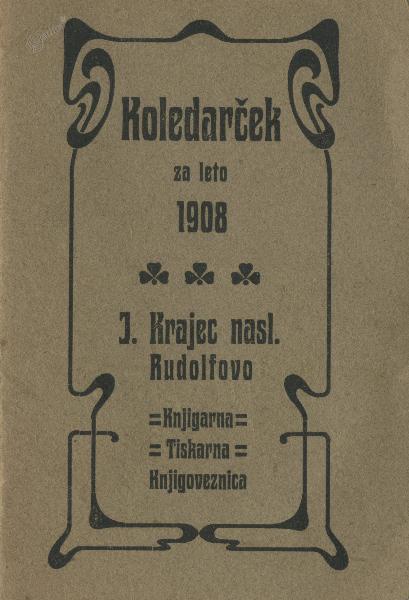 Koledarček
za leto
1908
J. Krajec nasl.
Rudolfovo
=Knjigarna=
=Tiskarna=
Knjigoveznica